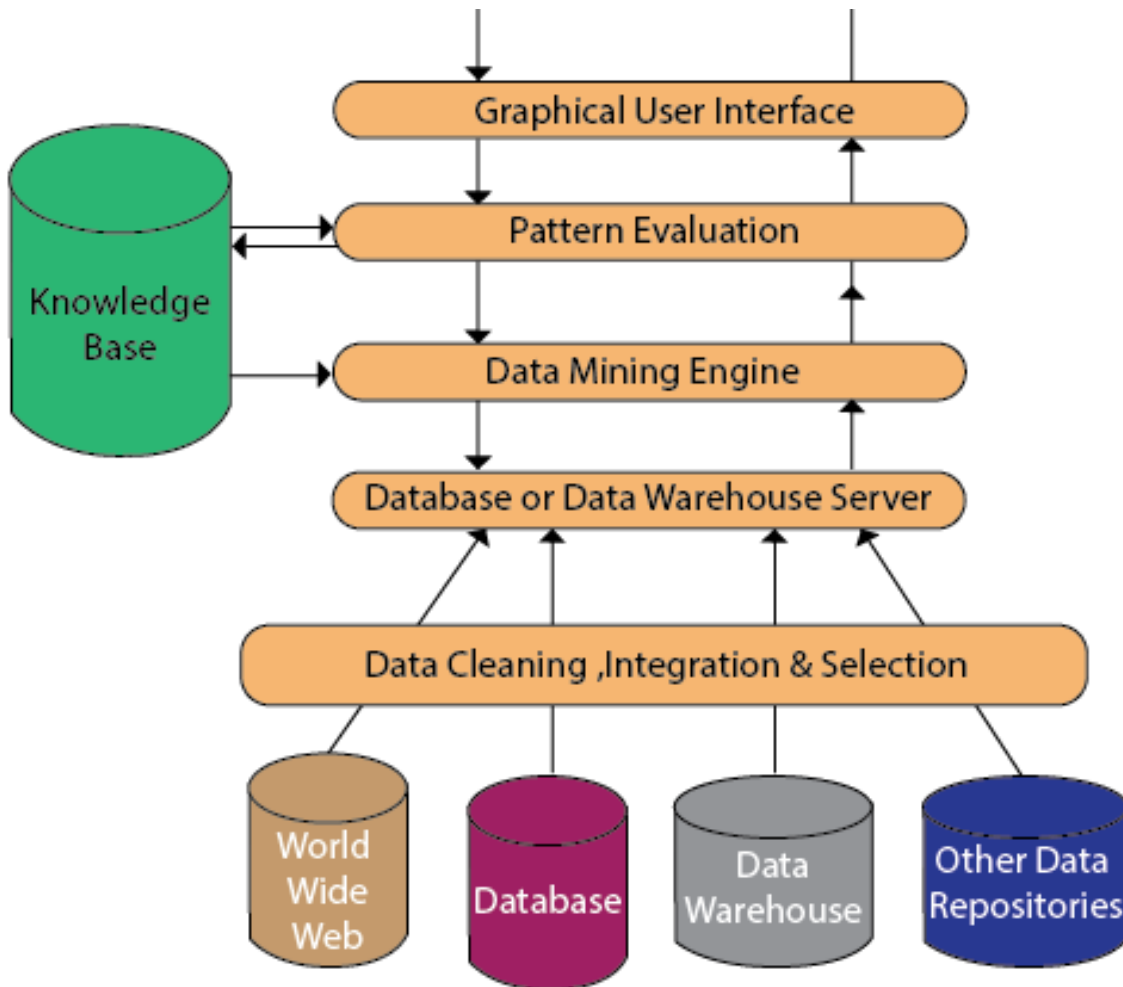 Graphical User Interface
Pattern Evaluation
Knowledge
Base
Data Mining Engine
Database or Data Warehouse Server
Data Cleaning ,Integration & Selection
World
Wide
Web
Database
Data
Warehouse
Other Data
Repositories